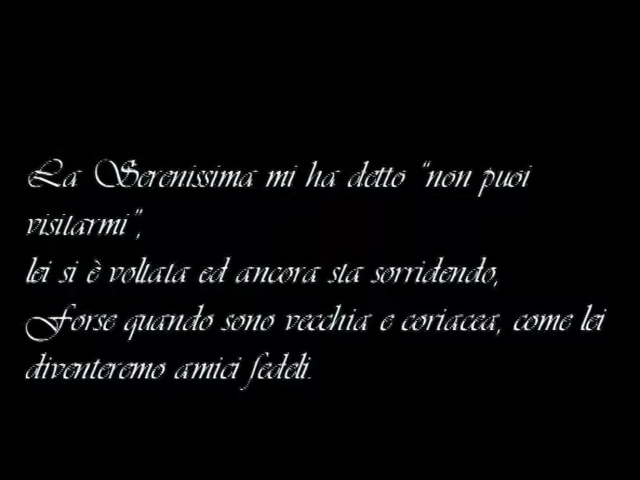 La Serenissima mi ha detto “non puoi
visitarmi”,
lei si è voltata ed ancora sta sorridendo,
Forse quando sono vecchia e coriacea, come lei
diventeremo amici fedeli.